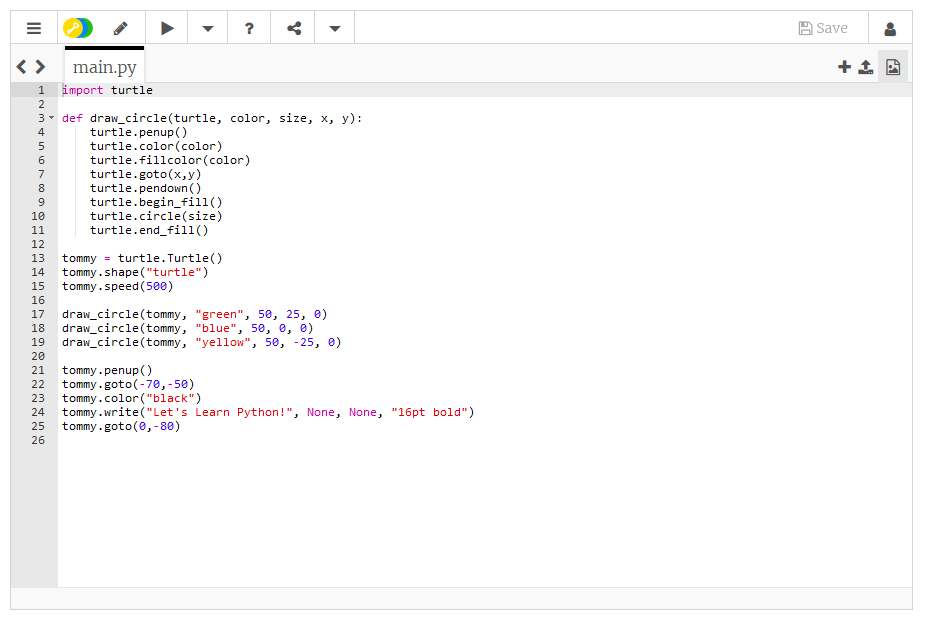 ? Save
main.py
1 import turtle
2
3 def draw_circle(turtle, color, size, x, y):
4     turtle.penup()
5     turtle.color(color)
6     turtle.fillcolor(color)
7     turtle.goto(x,y)
8     turtle.pendown()
9     turtle.begin_fill()
10     turtle.circle(size)
11     turtle.end_fill()
12
13 tommy = turtle.Turtle()
14 tommy.shape("turtle")
15 tommy.speed(500)
16
17 draw_circle(tommy, "green", 50, 25, 0)
18 draw_circle(tommy, "blue", 50, 0, 0)
19 draw_circle(tommy, "yellow", 50, -25, 0)
20
21 tommy.penup()
22 tommy.goto(-70,-50)
23 tommy.color("black")
24 tommy.write("Let's Learn Python!", None, None, "16pt bold")
25 tommy.goto(0,-80)
26